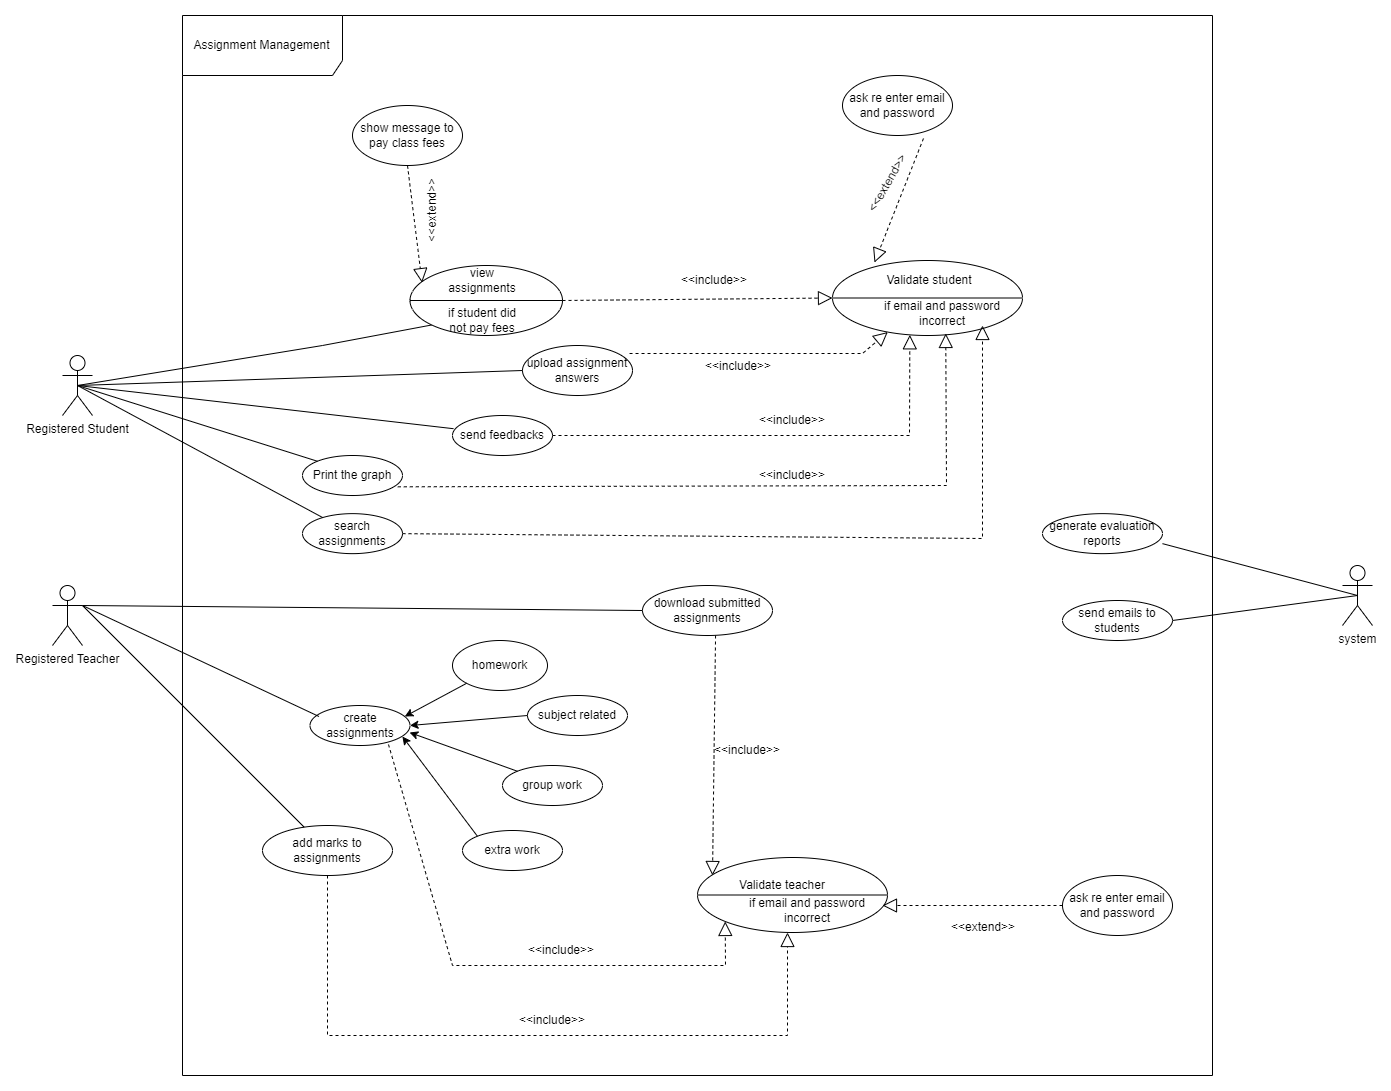 Assignment Management
ask re enter email
and password
show message to
pay class fees
<<extend>>
<<extend>>
view
assignments
if student did
not pay fees
<<include>>
Validate student
if email and password
incorrect
upload assignment
answers
<<include>>
Registered Student
send feedbacks
<<include>>
Print the graph
<<include>>
search
assignments
generate evaluation
reports
download submitted
assignments
send emails to
students
system
Registered Teacher
homework
subject related
create
assignments
<<include>>
group work
add marks to
assignments
extra work
Validate teacher
if email and password
incorrect
ask re enter email
and password
<<extend>>
<<include>>
<<include>>